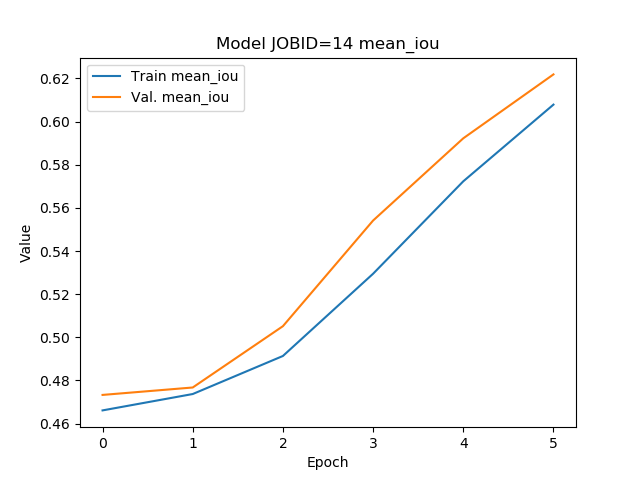 Model JOBID=14 mean_iou
Train mean_iou
Val. mean_iou
0.62
0.60
0.58
0.56
0.54
0.52
0.50
0.48
0.46
Value
0 1 2 3 4 5
Epoch